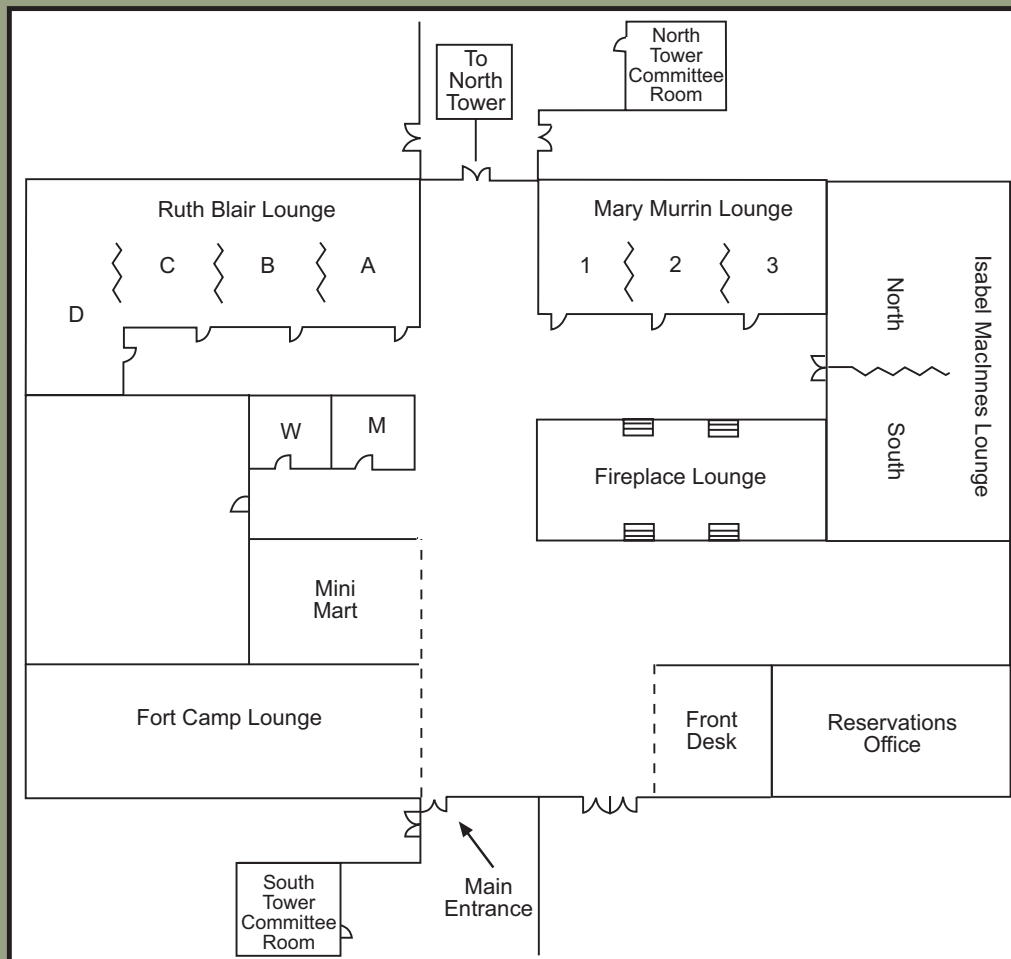 To
North
Tower
North
Tower
Committee
Room
Ruth Blair Lounge
D
C
B
A
Mary Murrin Lounge
1
2
3
Isabel MacInnes Lounge
North
South
W
M
Fireplace Lounge
Mini
Mart
Fort Camp Lounge
Front
Desk
Reservations
Office
South
Tower
Committee
Room
Main
Entrance